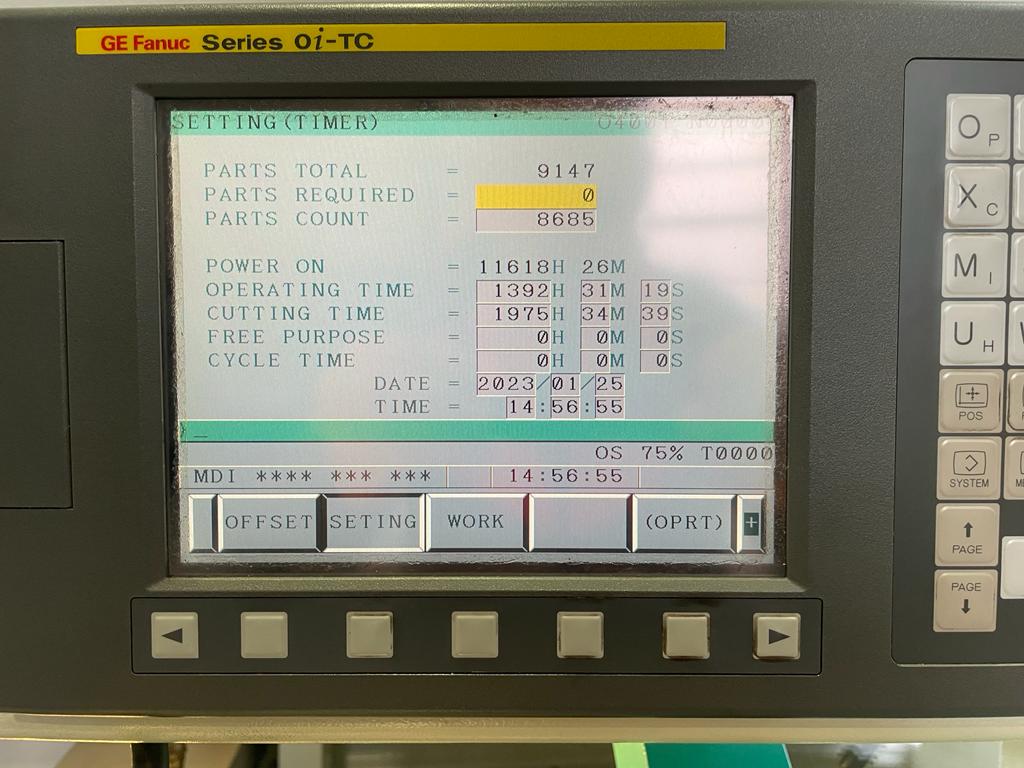 GE Fanuc Series 0i-TC
SETTING(TIMER)
PARTS TOTAL = 9147
PARTS REQUIRED = 0
PARTS COUNT = 8685
POWER ON = 11618H 26M
OPERATING TIME = 1392H 31M 19S
CUTTING TIME = 1975H 34M 39S
FREE PURPOSE = 0H 0M 0S
CYCLE TIME = 0H 0M 0S
DATE = 2023/01/25
TIME = 14:56:55
OS 75% T0000
MDI **** *** *** 14:56:55
OFFSET SETING WORK (OPRT) +
O P
X C
M I
U H
POS
SYSTEM
PAGE
PAGE